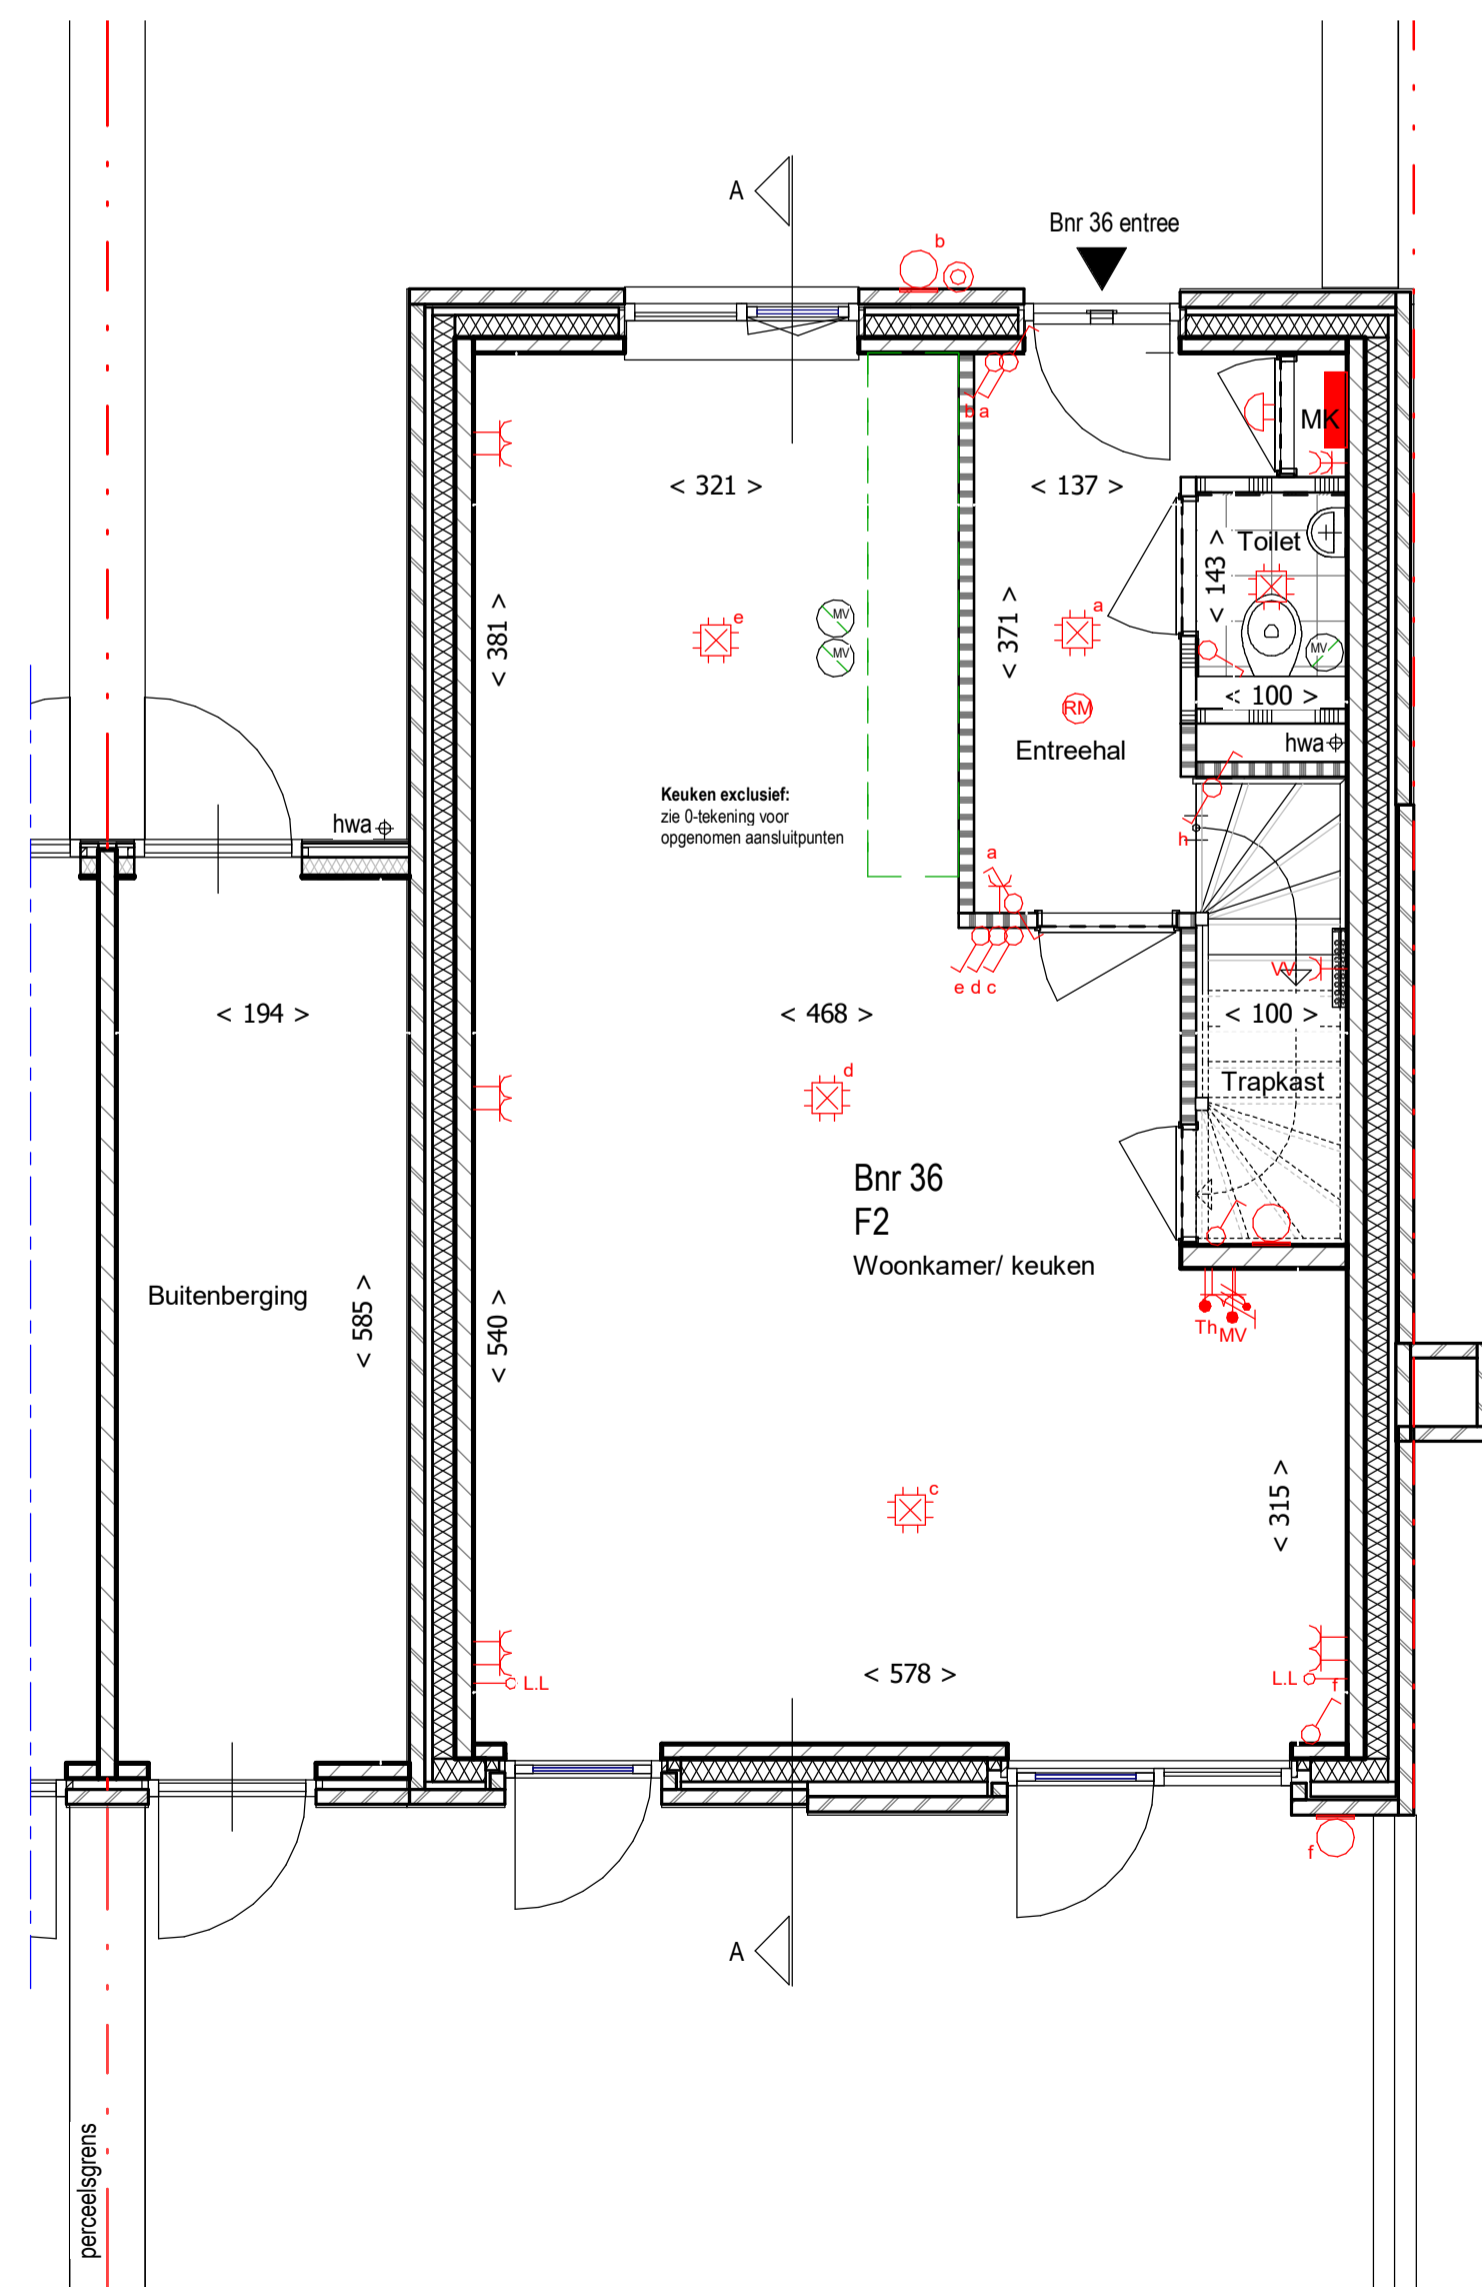 A
Bnr 36 entree
b
b a
MK
< 321 >
< 137 >
Toilet
< 143 >
< 381 >
< 371 >
e
MV
MV
a
MV
RM
< 100 >
Entreehal
hwa
Keuken exclusief:
zie 0-tekening voor
opgenomen aansluitpunten
hwa
h
a
e d c
VV
< 194 >
< 468 >
< 100 >
d
Trapkast
Bnr 36
F2
Woonkamer/ keuken
Buitenberging
< 585 >
< 540 >
Th
MV
c
< 315 >
< 578 >
L.L
L.L
f
f
A
perceelsgrens